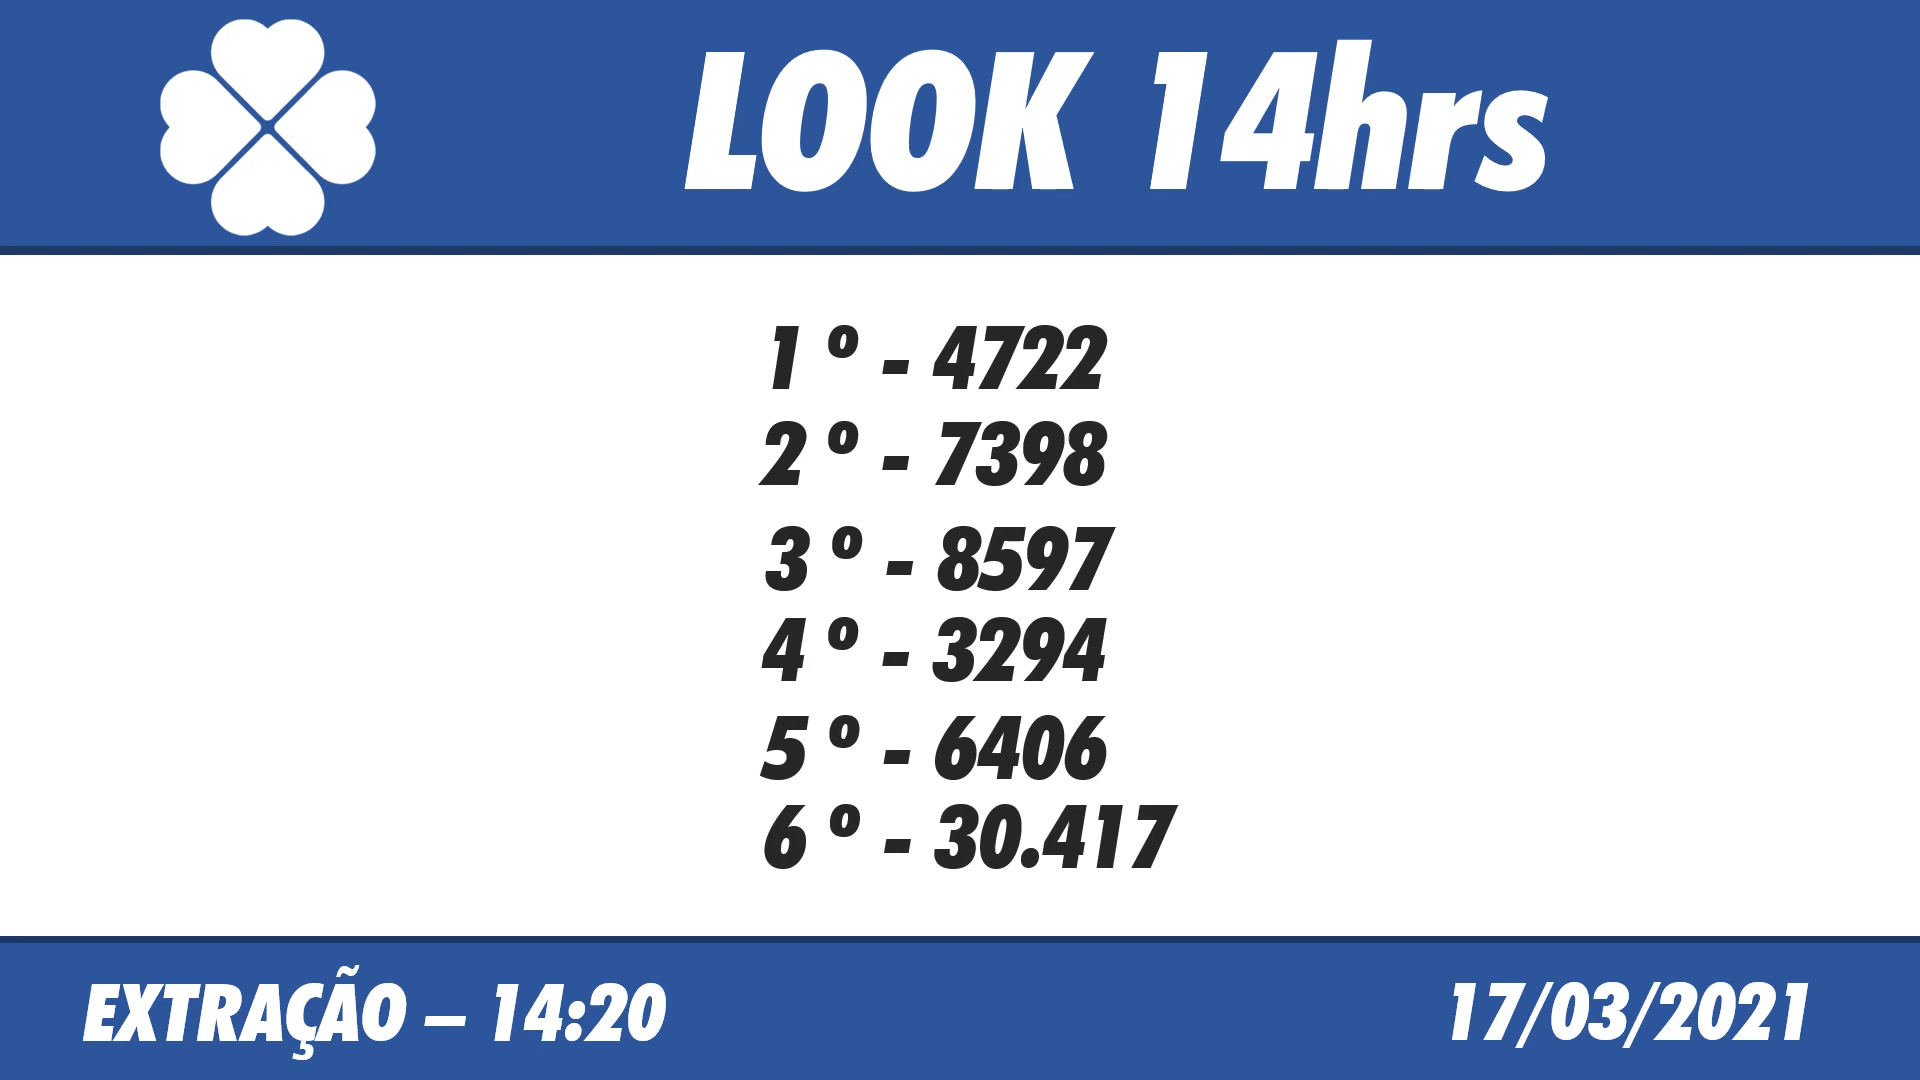 LOOK 14hrs
1 º - 4722
2 º - 7398
3 º - 8597
4 º - 3294
5 º - 6406
6 º - 30.417
EXTRAÇÃO – 14:20
17/03/2021